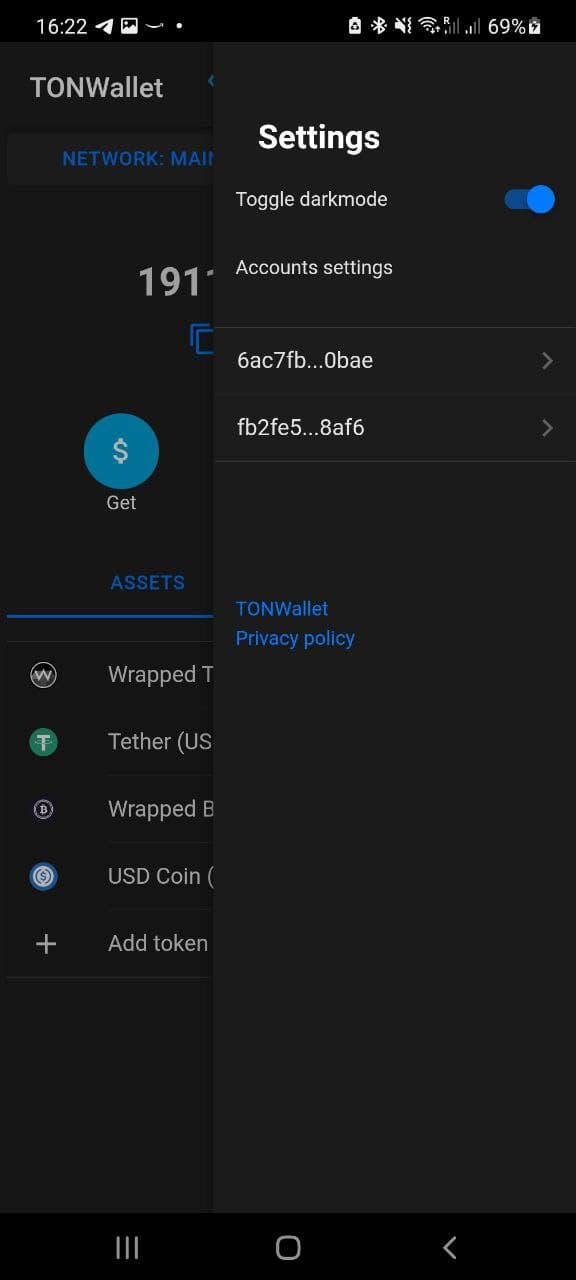 16:22 R 69%
TONWallet
Settings
NETWORK: MAI
Toggle darkmode
Accounts settings
1911
6ac7fb...0bae
fb2fe5...8af6
$
Get
ASSETS
TONWallet
Privacy policy
Wrapped T
Tether (US
Wrapped B
USD Coin (
Add token